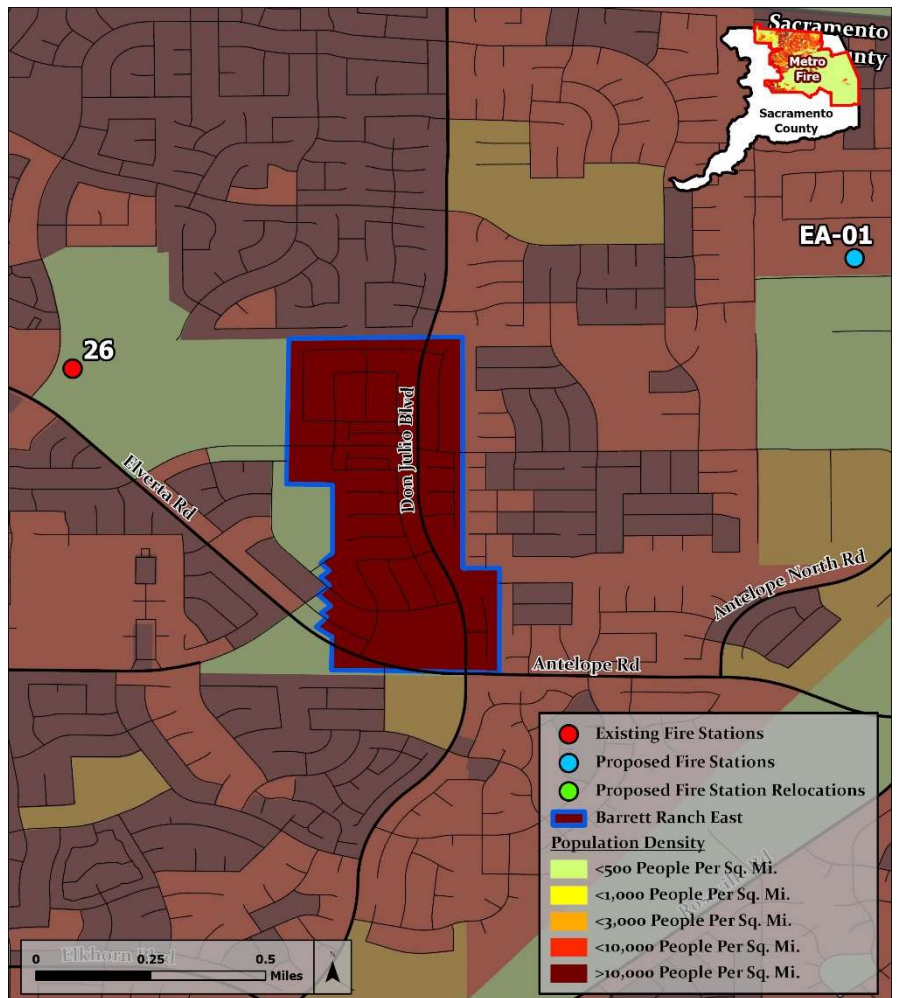 Sacramento
County
Metro
Fire
Sacramento
County
EA-01
26
Don Julio Blvd
Elverta Rd
Antelope North Rd
Antelope Rd
Existing Fire Stations
Proposed Fire Stations
Proposed Fire Station Relocations
Barrett Ranch East
Population Density
<500 People Per Sq. Mi.
<1,000 People Per Sq. Mi.
<3,000 People Per Sq. Mi.
<10,000 People Per Sq. Mi.
>10,000 People Per Sq. Mi.
Elkhorn Blvd
0 0.25 0.5
Miles
N